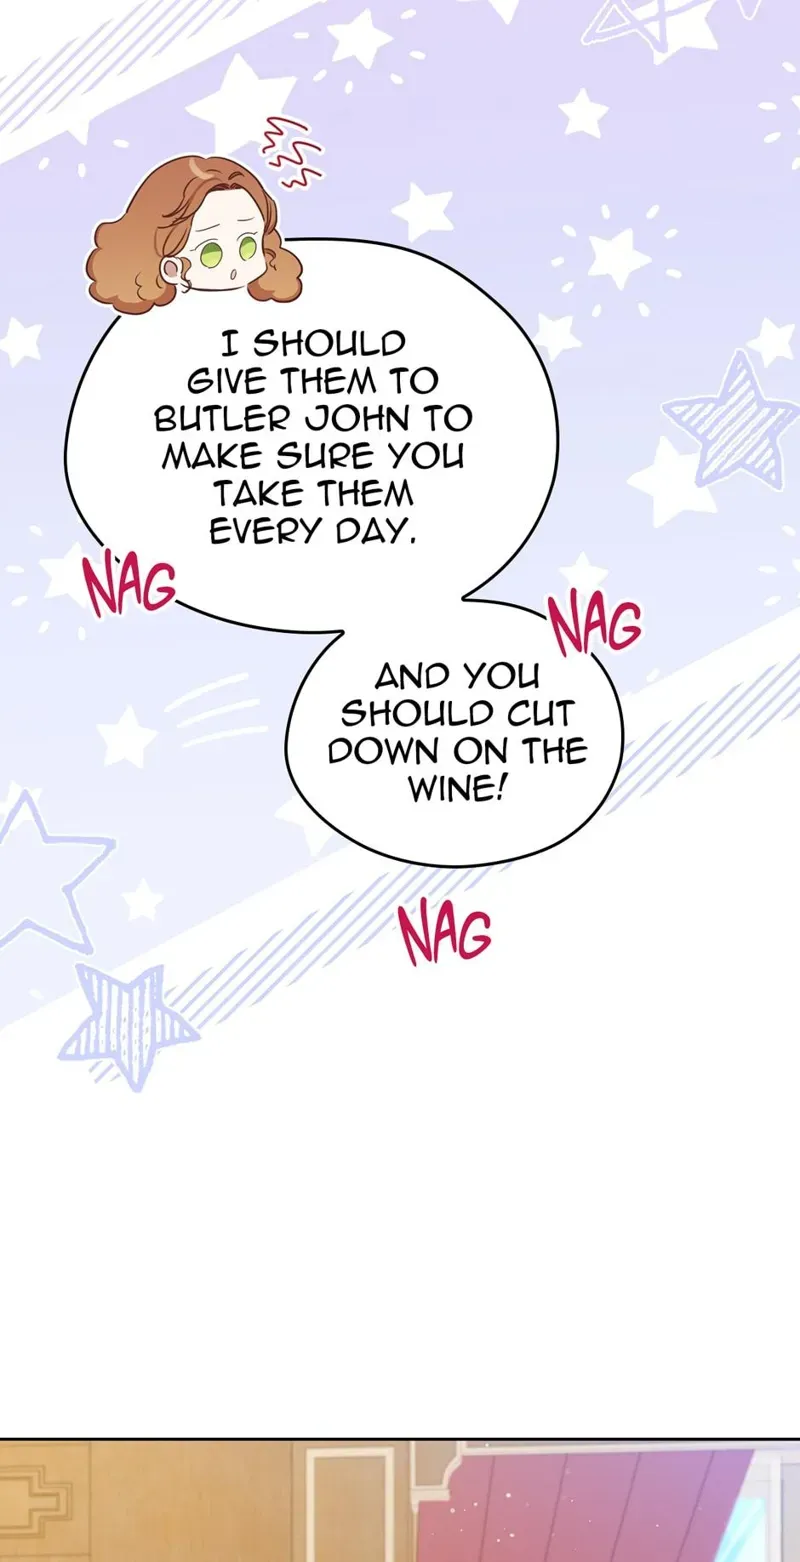 I SHOULD
GIVE THEM TO
BUTLER JOHN TO
MAKE SURE YOU
TAKE THEM
EVERY DAY.
NAG
NAG
AND YOU
SHOULD CUT
DOWN ON THE
WINE!
NAG